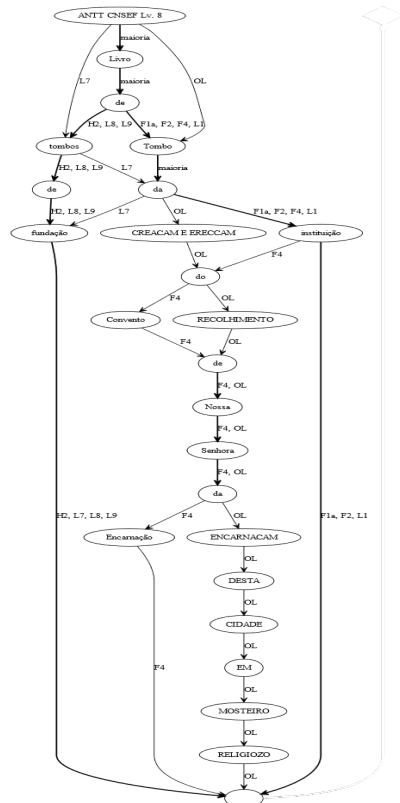 ANTT CNSEF Lv. 8
maioria
Livro
L7 maioria OL
de
H2, L8, L9 F1a, F2, F4, L1
tombos Tombo
H2, L8, L9 L7 maioria
de da
H2, L8, L9 L7 OL F1a, F2, F4, L1
fundação CREACAM E ERECCAM instituição
OL F4
do
F4 OL
Convento RECOLHIMENTO
F4 OL
de
F4, OL
Nossa
F4, OL
Senhora
F4, OL
da
H2, L7, L8, L9 F4 OL F1a, F2, L1
Encarnação ENCARNACAM
OL
DESTA
OL
CIDADE
OL
EM
F4 OL
MOSTEIRO
OL
RELIGIOZO
OL